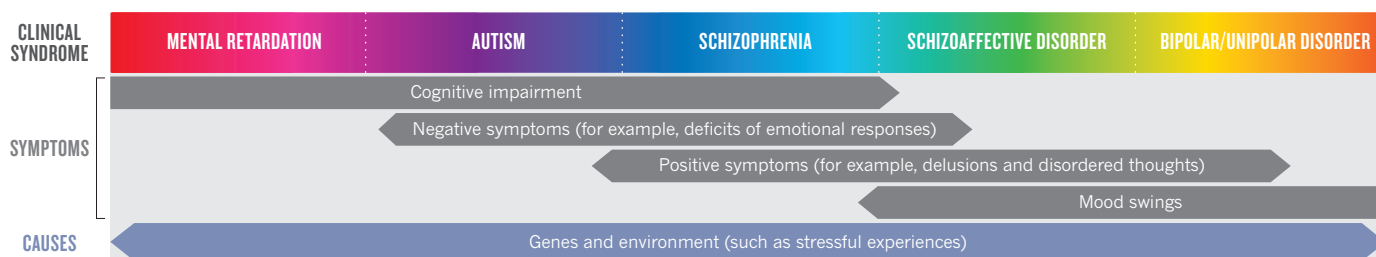 CLINICAL
SYNDROME
MENTAL RETARDATION
AUTISM
SCHIZOPHRENIA
SCHIZOAFFECTIVE DISORDER
BIPOLAR/UNIPOLAR DISORDER
SYMPTOMS
Cognitive impairment
Negative symptoms (for example, deficits of emotional responses)
Positive symptoms (for example, delusions and disordered thoughts)
Mood swings
CAUSES
Genes and environment (such as stressful experiences)